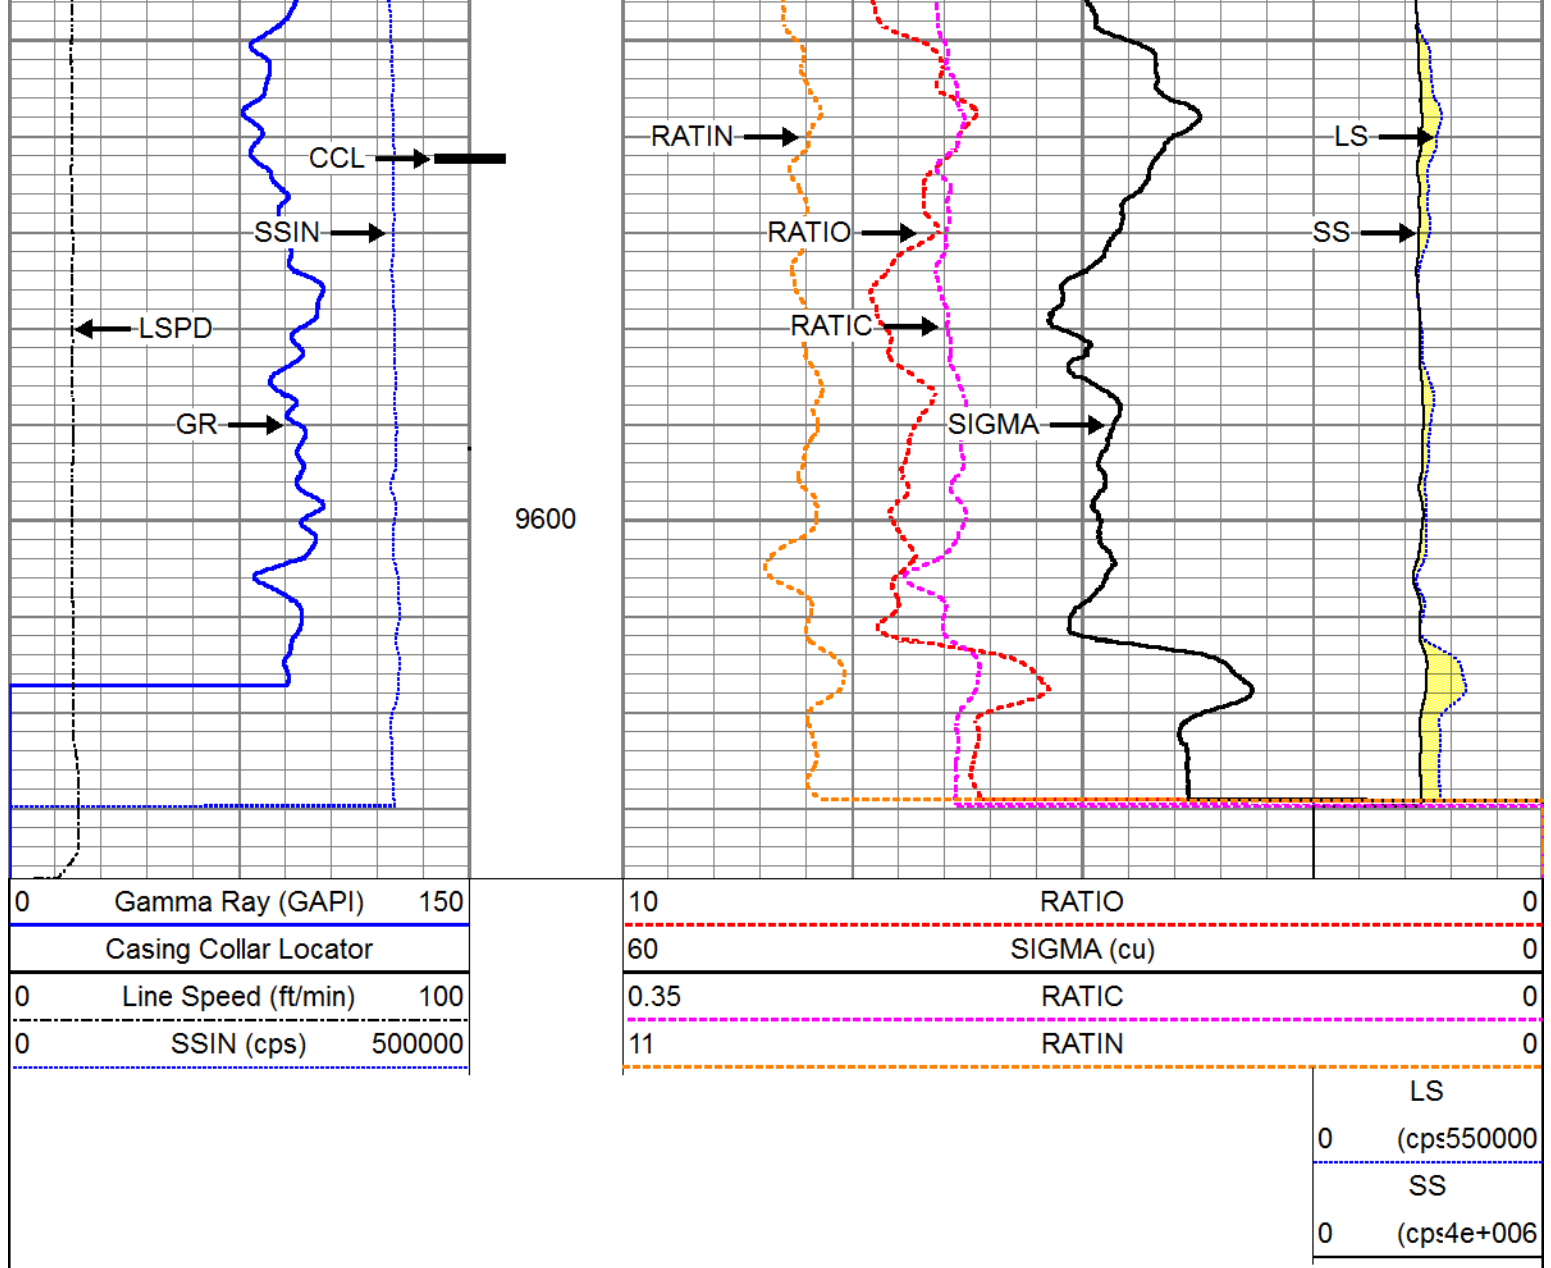 RATIN
LS
CCL
SSIN
RATIO
SS
LSPD
RATIC
GR
SIGMA
9600
0 Gamma Ray (GAPI) 150
Casing Collar Locator
0 Line Speed (ft/min) 100
0 SSIN (cps) 500000
10 RATIO 0
60 SIGMA (cu) 0
0.35 RATIC 0
11 RATIN 0
LS
0 (cps550000
SS
0 (cps4e+006